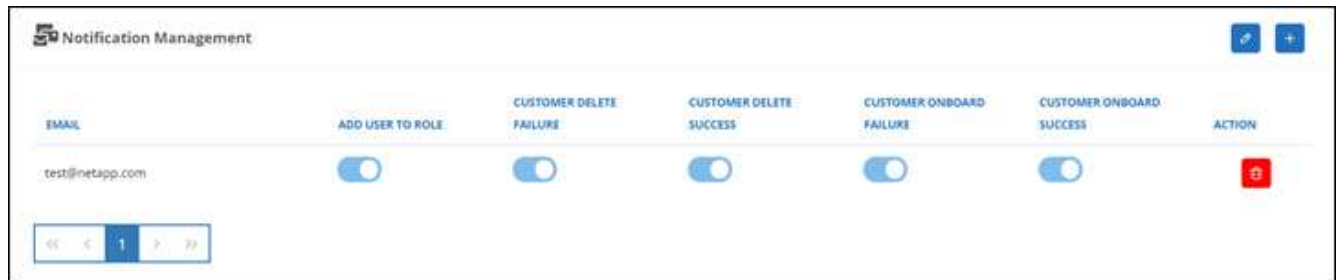 Notification Management
CUSTOMER DELETE CUSTOMER DELETE CUSTOMER ONBOARD CUSTOMER ONBOARD
EMAIL ADD USER TO ROLE FAILURE SUCCESS FAILURE SUCCESS ACTION
test@netapp.com
<< < 1 > >>